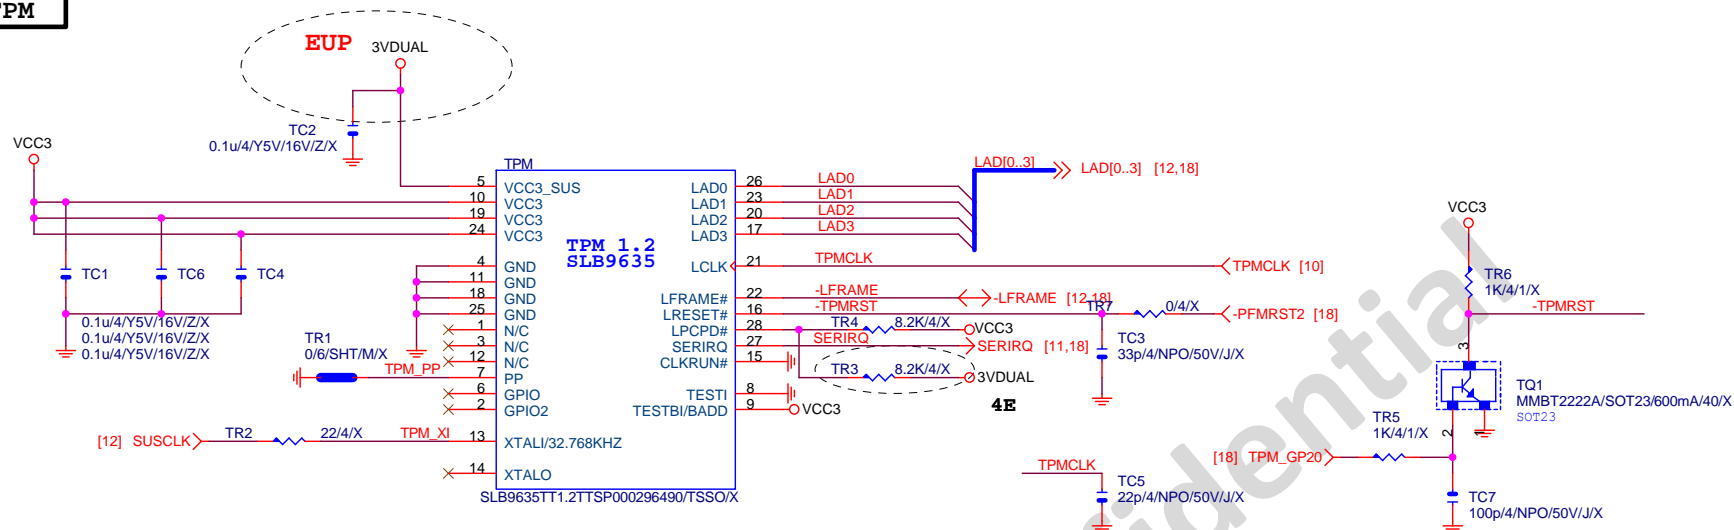 TPM
EUP
3VDUAL
TC2
0.1u/4/Y5V/16V/Z/X
VCC3
TC1
TC6
TC4
0.1u/4/Y5V/16V/Z/X
0.1u/4/Y5V/16V/Z/X
0.1u/4/Y5V/16V/Z/X
TR1
0/6/SHT/M/X
TPM_PP
[12] SUSCLK
TR2
22/4/X
TPM_XI
TPM
TPM 1.2
SLB9635
5 VCC3_SUS
10 VCC3
19 VCC3
24 VCC3
4 GND
11 GND
18 GND
25 GND
1 N/C
3 N/C
12 N/C
7 PP
6 GPIO
2 GPIO2
13 XTALI/32.768KHZ
14 XTALO
LAD0 26 LAD0
LAD1 23 LAD1
LAD2 20 LAD2
LAD3 17 LAD3
LCLK 21 TPMCLK
LFRAME# 22 -LFRAME
LRESET# 16 -TPMRST
LPCPD# 28
SERIRQ 27 SERIRQ
CLKRUN# 15
TESTI 8
TESTBI/BADD 9 VCC3
SLB9635TT1.2TTSP000296490/TSSO/X
LAD[0..3]
LAD[0..3] [12,18]
TPMCLK [10]
-LFRAME [12,18]
TR7 0/4/X
-PFMRST2 [18]
TR4 8.2K/4/X VCC3
SERIRQ [11,18]
TR3 8.2K/4/X 3VDUAL
4E
TC3
33p/4/NPO/50V/J/X
TPMCLK
TC5
22p/4/NPO/50V/J/X
VCC3
TR6
1K/4/1/X
-TPMRST
3
TQ1
MMBT2222A/SOT23/600mA/40/X
SOT23
2
1
TR5
1K/4/1/X
[18] TPM_GP20
TC7
100p/4/NPO/50V/J/X